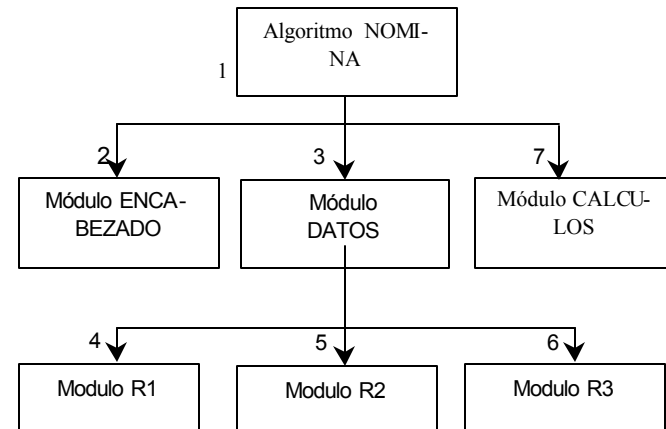 Algoritmo NOMI-
NA
1
2
3
7
Módulo ENCA-
BEZADO
Módulo
DATOS
Módulo CALCU-
LOS
4
5
6
Modulo R1
Modulo R2
Modulo R3